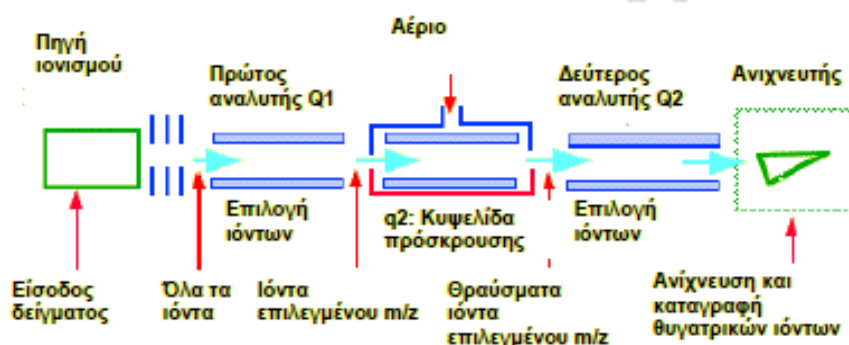 Πηγή
ιονισμού
Πρώτος
αναλυτής Q1
Αέριο
Δεύτερος
αναλυτής Q2
Ανιχνευτής
Επιλογή
ιόντων
q2: Κυψελίδα
πρόσκρουσης
Επιλογή
ιόντων
Είσοδος
δείγματος
Όλα τα
ιόντα
Ιόντα
επιλεγμένου m/z
Θραύσματα
ιόντα
επιλεγμένου m/z
Ανίχνευση και
καταγραφή
θυγατρικών ιόντων